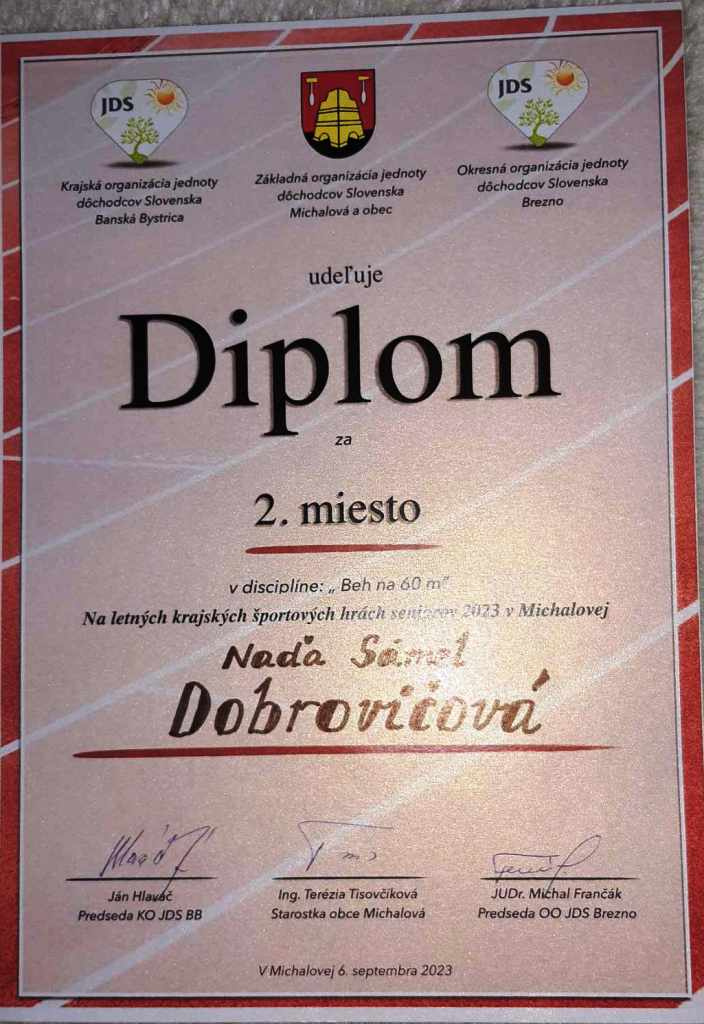 JDS
Krajská organizácia jednoty
dôchodcov Slovenska
Banská Bystrica
Základná organizácia jednoty
dôchodcov Slovenska
Michalová a obec
JDS
Okresná organizácia jednoty
dôchodcov Slovenska
Brezno
udeľuje
Diplom
za
2. miesto
v disciplíne: „ Beh na 60 m"
Na letných krajských športových hrách seniorov 2023 v Michalovej
Naďa
Dobrovičová
Ján Hlaváč
Predseda KO JDS BB
Ing. Terézia Tisovčíková
Starostka obce Michalová
JUDr. Michal Frančák
Predseda OO JDS Brezno
V Michalovej 6. septembra 2023